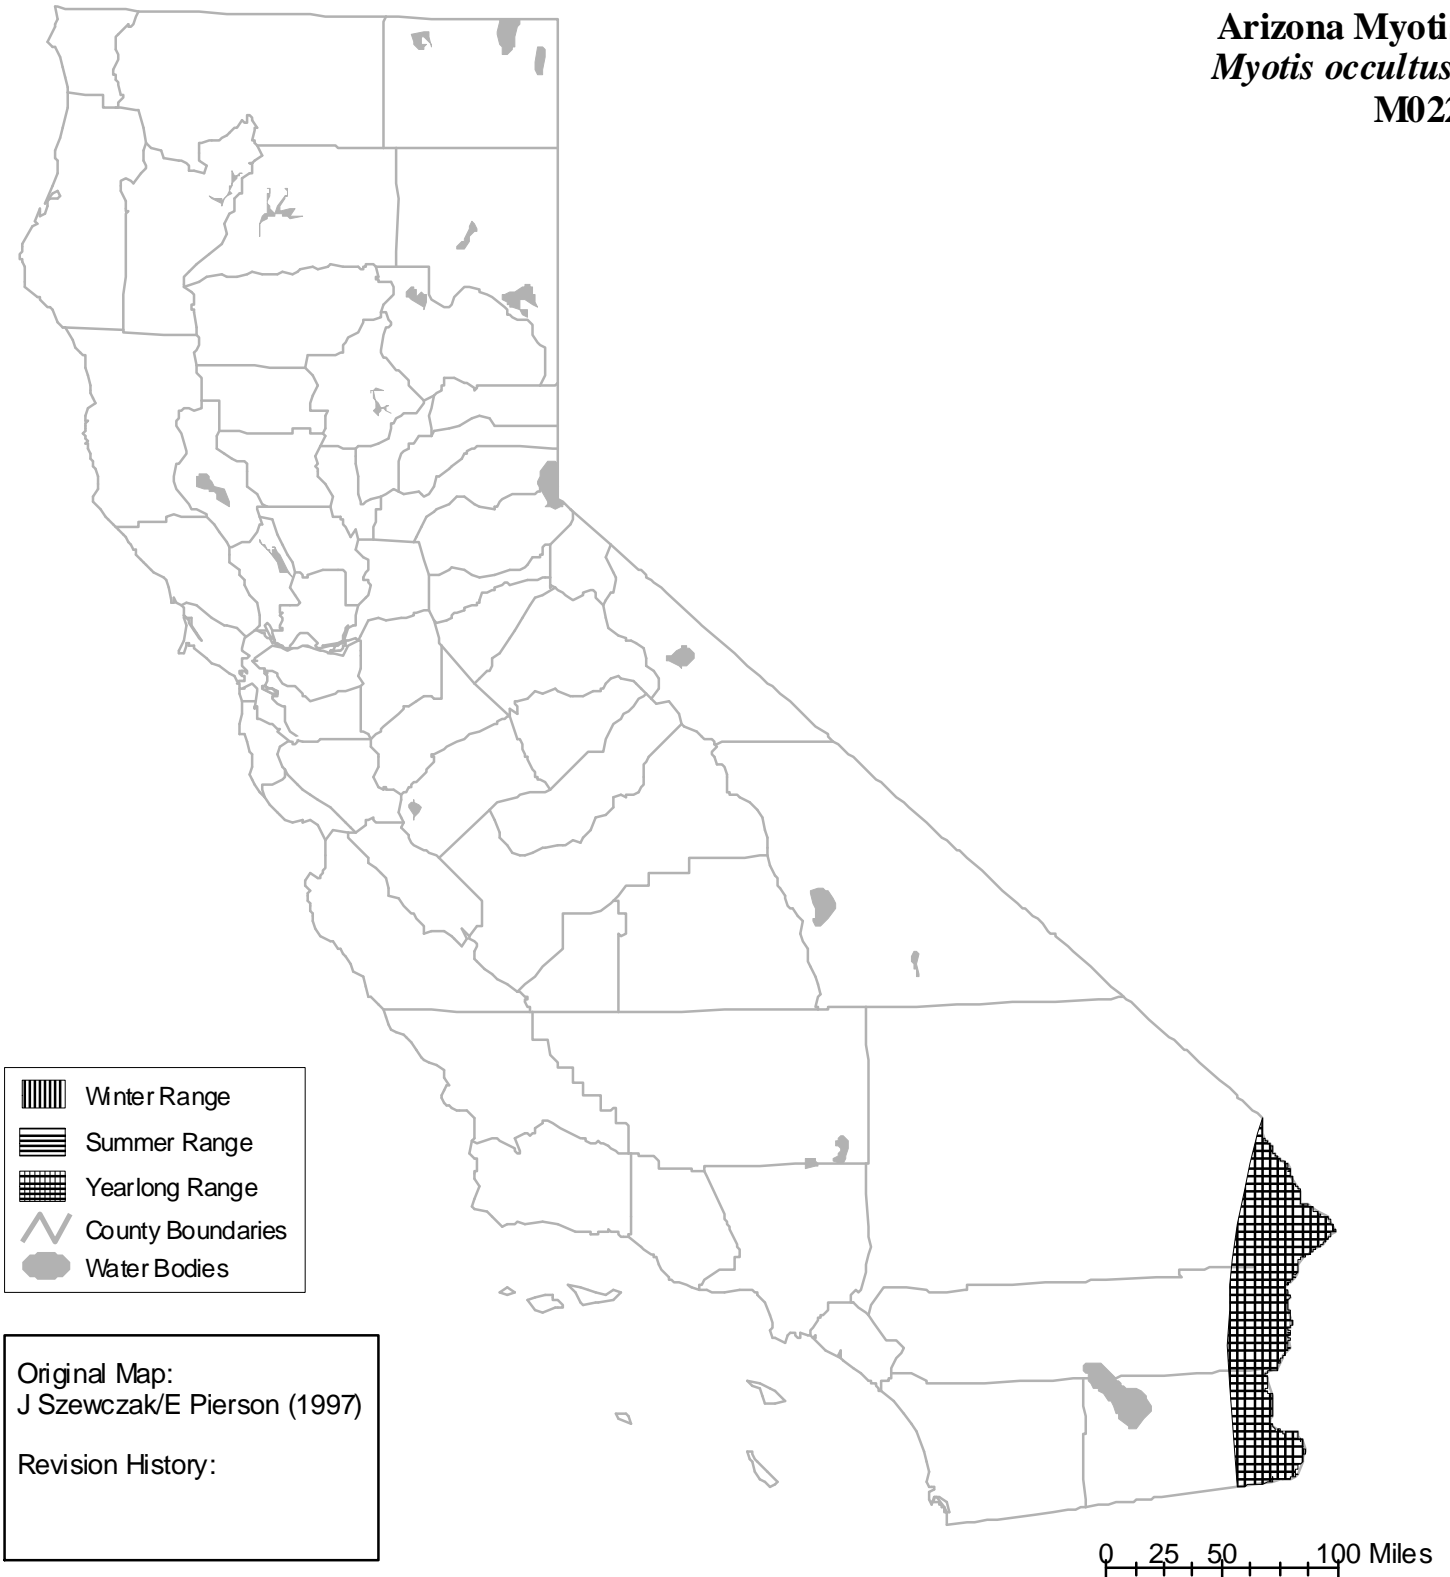 Arizona Myoti
Myotis occultus
M022
Winter Range
Summer Range
Yearlong Range
County Boundaries
Water Bodies
Original Map:
J Szewczak/E Pierson (1997)
Revision History:
0 25 50 100 Miles